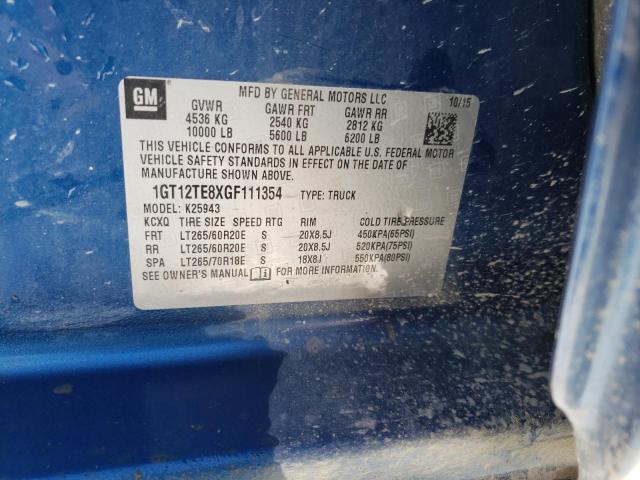 GM
MFD BY GENERAL MOTORS LLC
10/15
GVWR GAWR FRT GAWR RR
4536 KG 2540 KG 2812 KG
10000 LB 5600 LB 6200 LB
THIS VEHICLE CONFORMS TO ALL APPLICABLE U.S. FEDERAL MOTOR
VEHICLE SAFETY STANDARDS IN EFFECT ON THE DATE OF
MANUFACTURE SHOWN ABOVE.
1GT12TE8XGF111354 TYPE: TRUCK
MODEL: K25943
KCXQ TIRE SIZE SPEED RTG RIM COLD TIRE PRESSURE
FRT LT265/60R20E S 20X8.5J 450KPA(65PSI)
RR LT265/60R20E S 20X8.5J 520KPA(75PSI)
SPA LT265/70R18E S 18X8J 550KPA(80PSI)
SEE OWNER'S MANUAL FOR MORE INFORMATION.